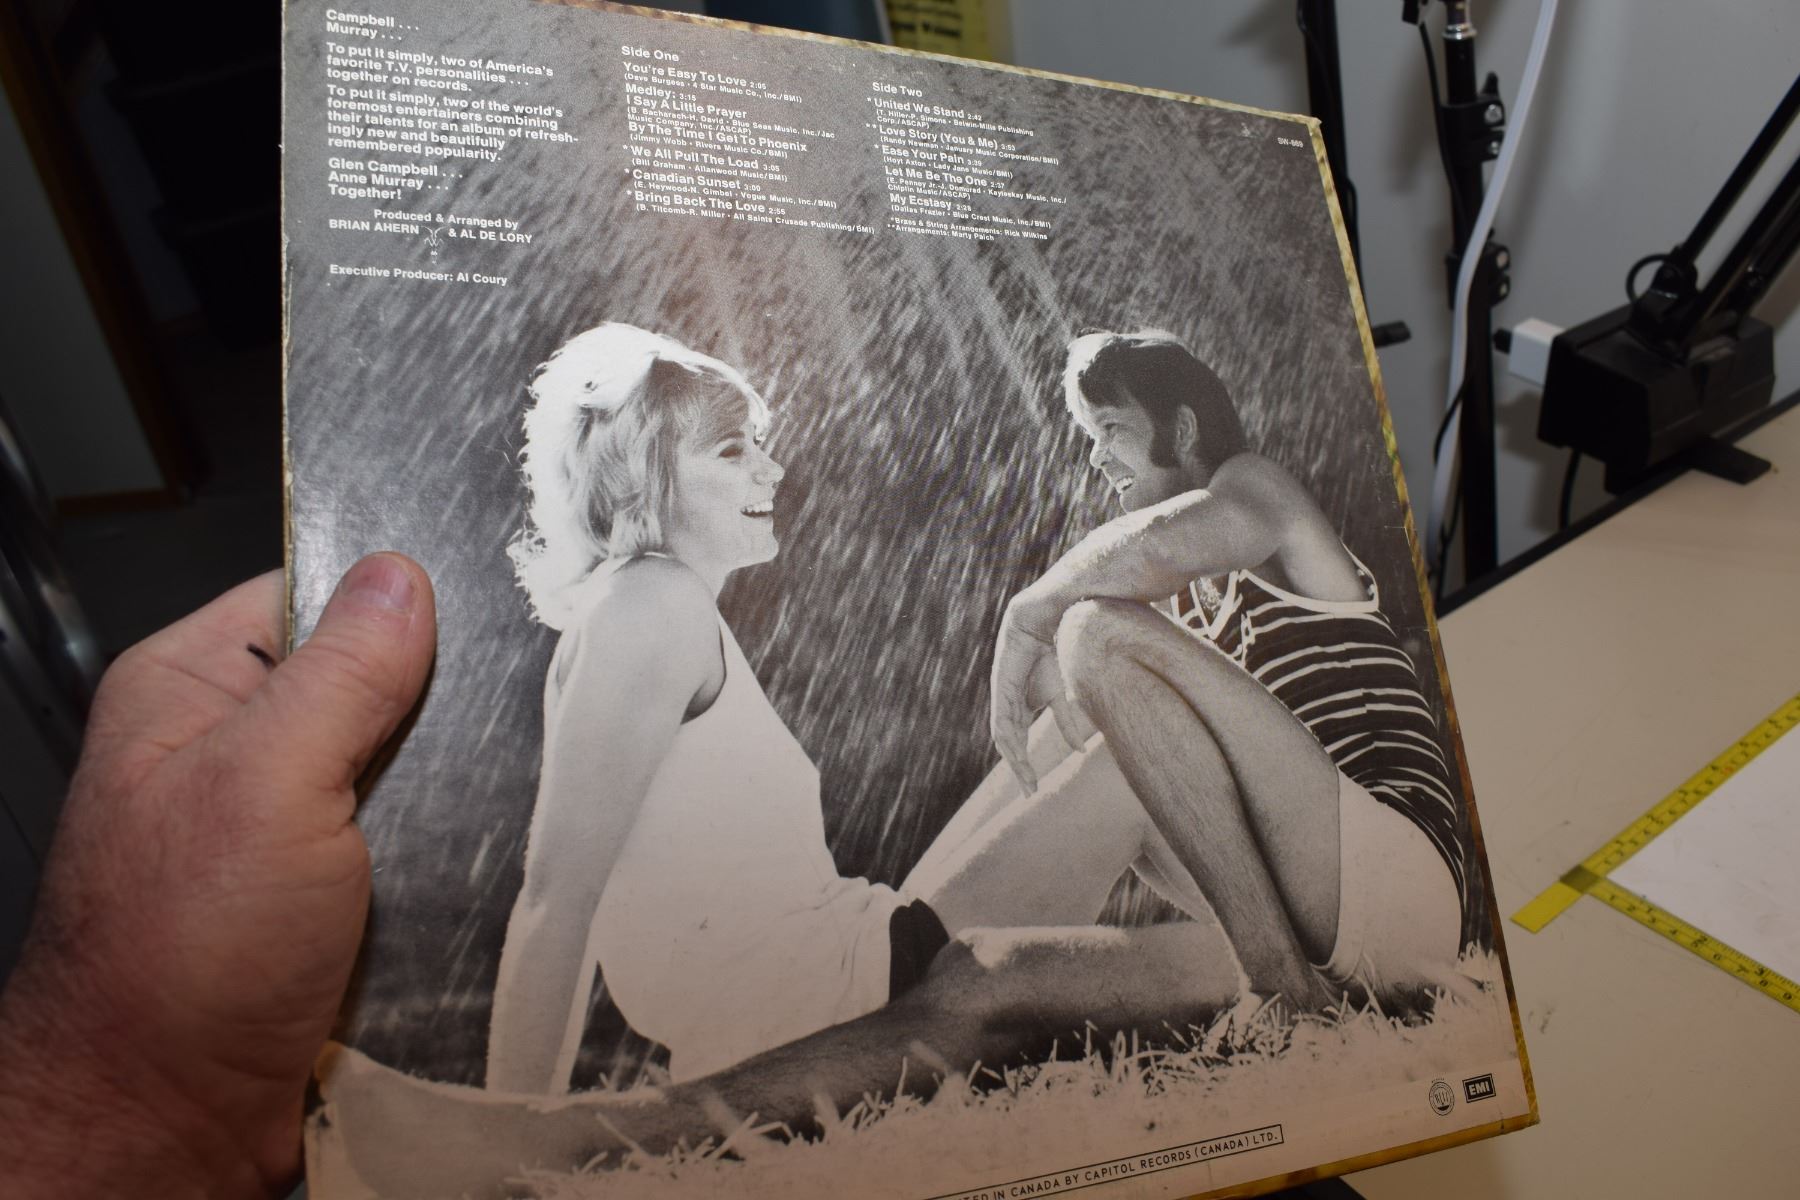 Campbell . . .
Murray . . .
To put it simply, two of America's
favorite T.V. personalities . . .
together on records.
To put it simply, two of the world's
foremost entertainers combining
their talents for an album of refresh-
ingly new and beautifully
remembered popularity.
Glen Campbell . . .
Anne Murray . . .
Together!
Produced & Arranged by
BRIAN AHERN & AL DE LORY
Executive Producer: Al Coury
Side One
You're Easy To Love 2:05
(Dave Burgess • 4 Star Music Co., Inc./BMI)
Medley: 3:15
I Say A Little Prayer
(B. Bacharach-H. David • Blue Seas Music, Inc./Jac
Music Company, Inc./ASCAP)
By The Time I Get To Phoenix
(Jimmy Webb • Rivers Music Co./BMI)
* We All Pull The Load 3:05
(Bill Graham • Allanwood Music/BMI)
* Canadian Sunset 3:00
(E. Heywood-N. Gimbel • Vogue Music, Inc./BMI)
* Bring Back The Love 2:55
(B. Titcomb-R. Miller • All Saints Crusade Publishing/BMI)
Side Two
* United We Stand 2:42
(T. Hiller-P. Simons • Belwin-Mills Publishing
Corp./ASCAP)
** Love Story (You & Me) 3:53
(Randy Newman • January Music Corporation/BMI)
* Ease Your Pain 3:39
(Hoyt Axton • Lady Jane Music/BMI)
Let Me Be The One 2:37
(E. Penney Jr.-J. Domurad • Kayteekay Music, Inc./
Chiplin Music/ASCAP)
My Ecstasy 2:28
(Dallas Frazier • Blue Crest Music, Inc./BMI)
*Brass & String Arrangements: Rick Wilkins
**Arrangements: Marty Paich
SW-869
EMI
IN CANADA BY CAPITOL RECORDS (CANADA) LTD.